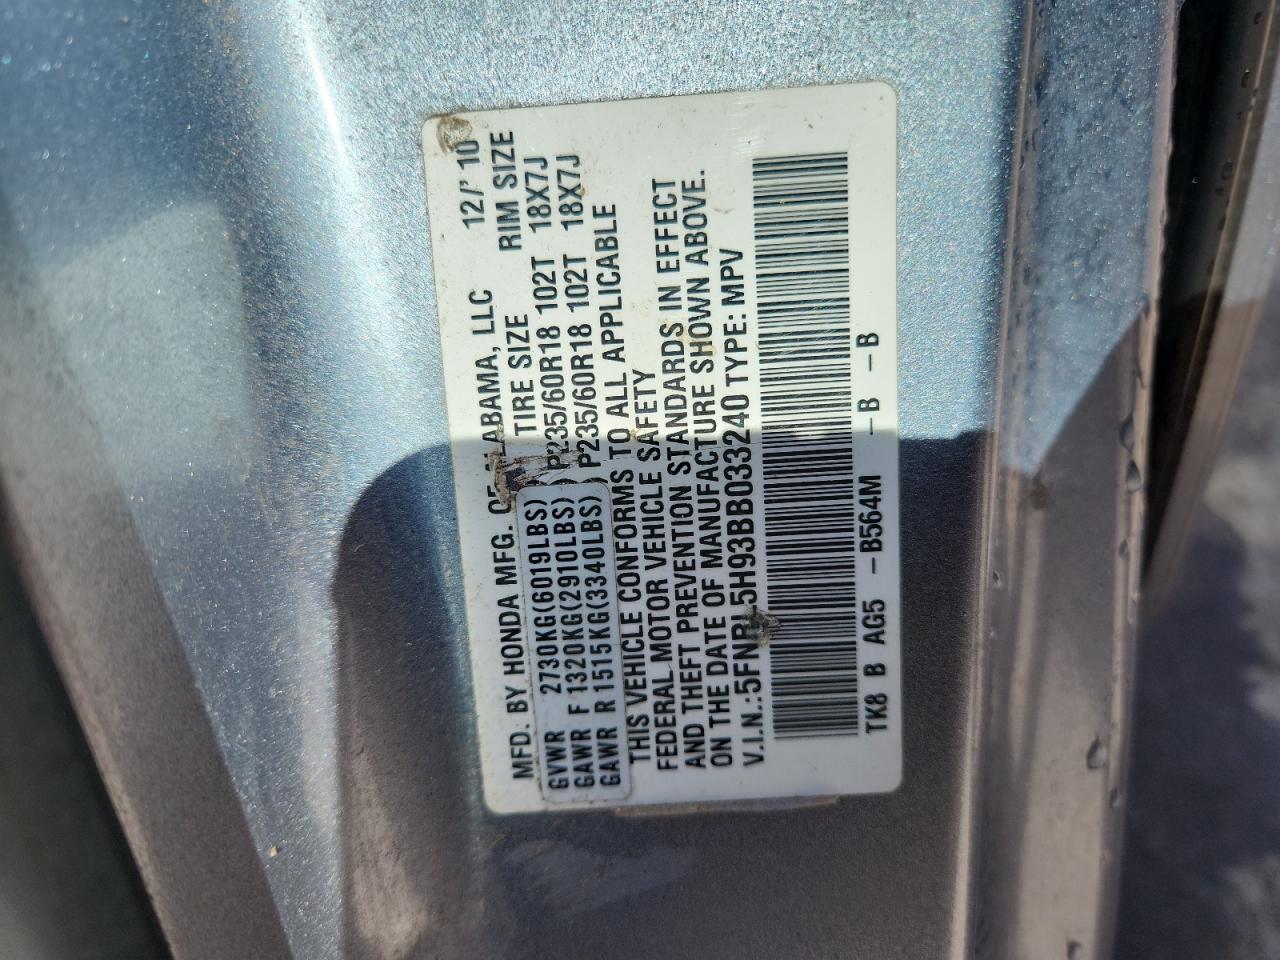 MFD. BY HONDA MFG. OF ALABAMA, LLC 12/'10
TIRE SIZE RIM SIZE
GVWR 2730KG(6019LBS)
GAWR F 1320KG(2910LBS) P235/60R18 102T 18X7J
GAWR R 1515KG(3340LBS) P235/60R18 102T 18X7J
THIS VEHICLE CONFORMS TO ALL APPLICABLE
FEDERAL MOTOR VEHICLE SAFETY
AND THEFT PREVENTION STANDARDS IN EFFECT
ON THE DATE OF MANUFACTURE SHOWN ABOVE.
V.I.N.: 5FNRL5H93BB033240 TYPE: MPV
TK8 B AG5 -B564M -B -B